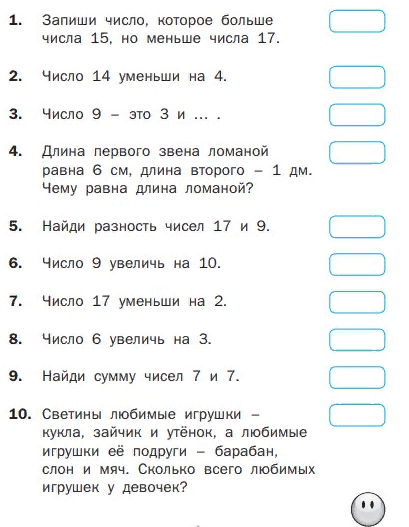 1. Запиши число, которое больше
числа 15, но меньше числа 17.
2. Число 14 уменьши на 4.
3. Число 9 – это 3 и ... .
4. Длина первого звена ломаной
равна 6 см, длина второго – 1 дм.
Чему равна длина ломаной?
5. Найди разность чисел 17 и 9.
6. Число 9 увеличь на 10.
7. Число 17 уменьши на 2.
8. Число 6 увеличь на 3.
9. Найди сумму чисел 7 и 7.
10. Светины любимые игрушки –
кукла, зайчик и утёнок, а любимые
игрушки её подруги – барабан,
слон и мяч. Сколько всего любимых
игрушек у девочек?